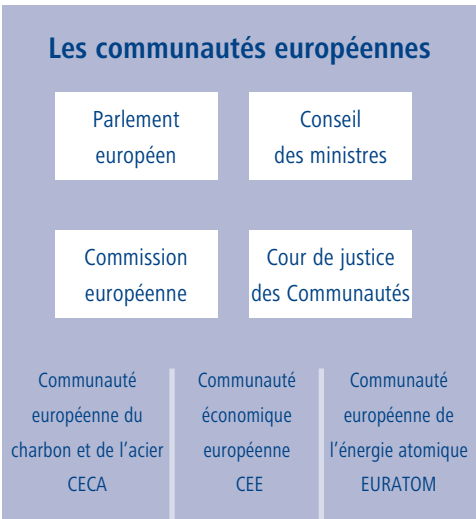 Les communautés européennes
Parlement
européen
Conseil
des ministres
Commission
européenne
Cour de justice
des Communautés
Communauté
européenne du
charbon et de l'acier
CECA
Communauté
économique
européenne
CEE
Communauté
européenne de
l'énergie atomique
EURATOM